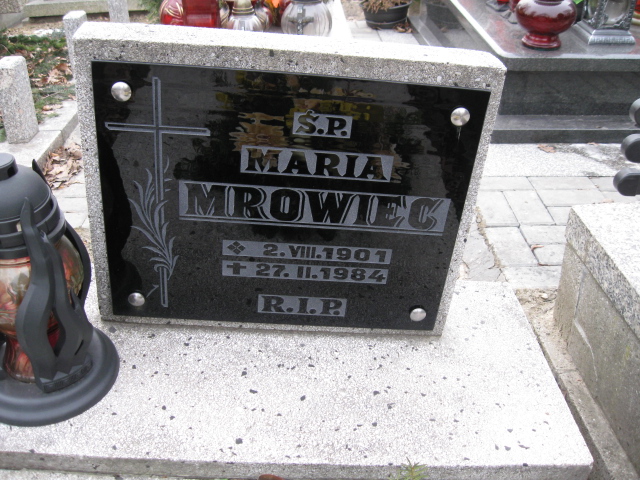 Ś.P.
MARIA
MROWIEC
2. VIII. 1901
27. II. 1984
R.I.P.